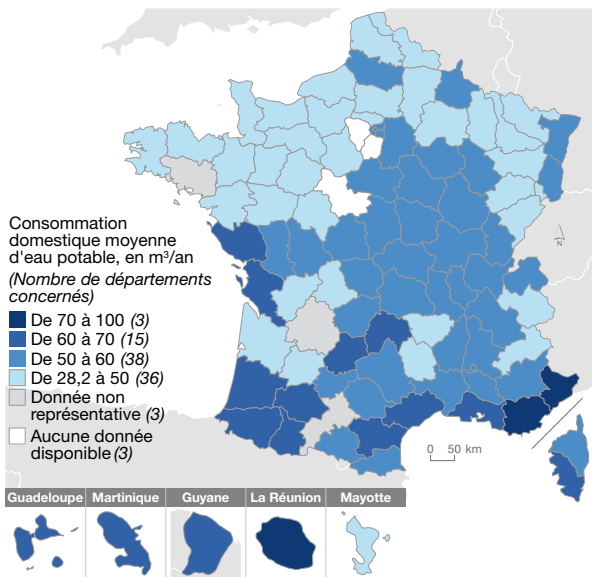 Consommation
domestique moyenne
d'eau potable, en m³/an
(Nombre de départements
concernés)
De 70 à 100 (3)
De 60 à 70 (15)
De 50 à 60 (38)
De 28,2 à 50 (36)
Donnée non
représentative (3)
Aucune donnée
disponible (3)
N
0 50 km
Guadeloupe Martinique Guyane La Réunion Mayotte